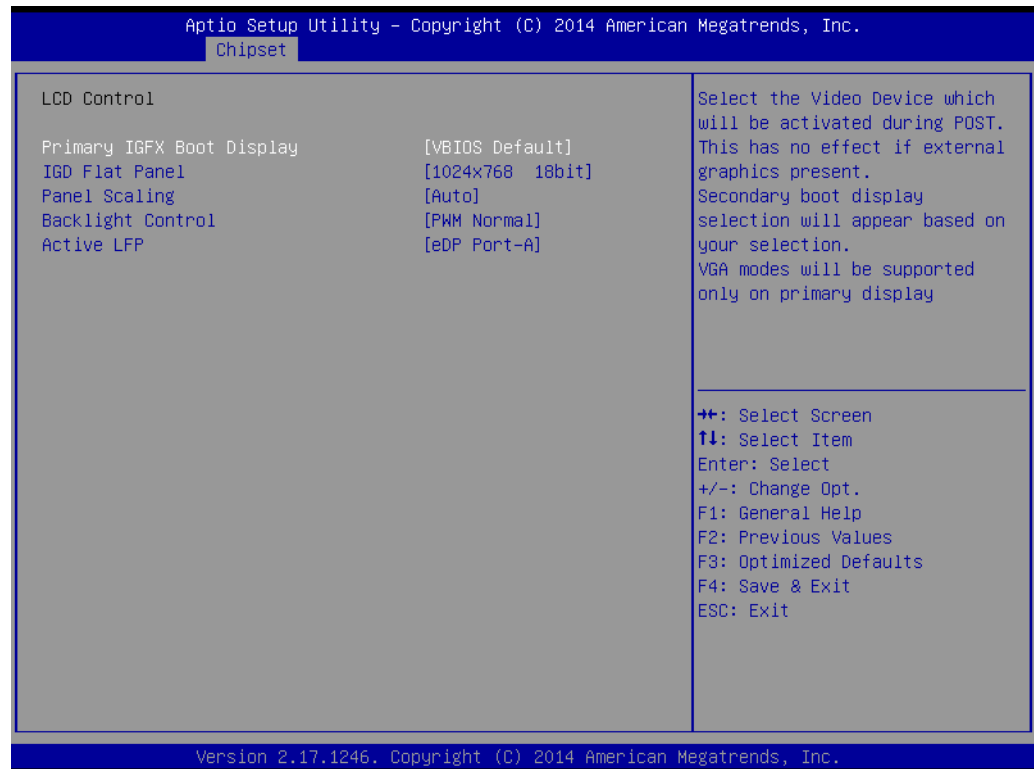 Aptio Setup Utility – Copyright (C) 2014 American Megatrends, Inc.
Chipset
LCD Control
Primary IGFX Boot Display [VBIOS Default]
IGD Flat Panel [1024x768 18bit]
Panel Scaling [Auto]
Backlight Control [PWM Normal]
Active LFP [eDP Port-A]
Select the Video Device which
will be activated during POST.
This has no effect if external
graphics present.
Secondary boot display
selection will appear based on
your selection.
VGA modes will be supported
only on primary display
→←: Select Screen
↑↓: Select Item
Enter: Select
+/-: Change Opt.
F1: General Help
F2: Previous Values
F3: Optimized Defaults
F4: Save & Exit
ESC: Exit
Version 2.17.1246. Copyright (C) 2014 American Megatrends, Inc.